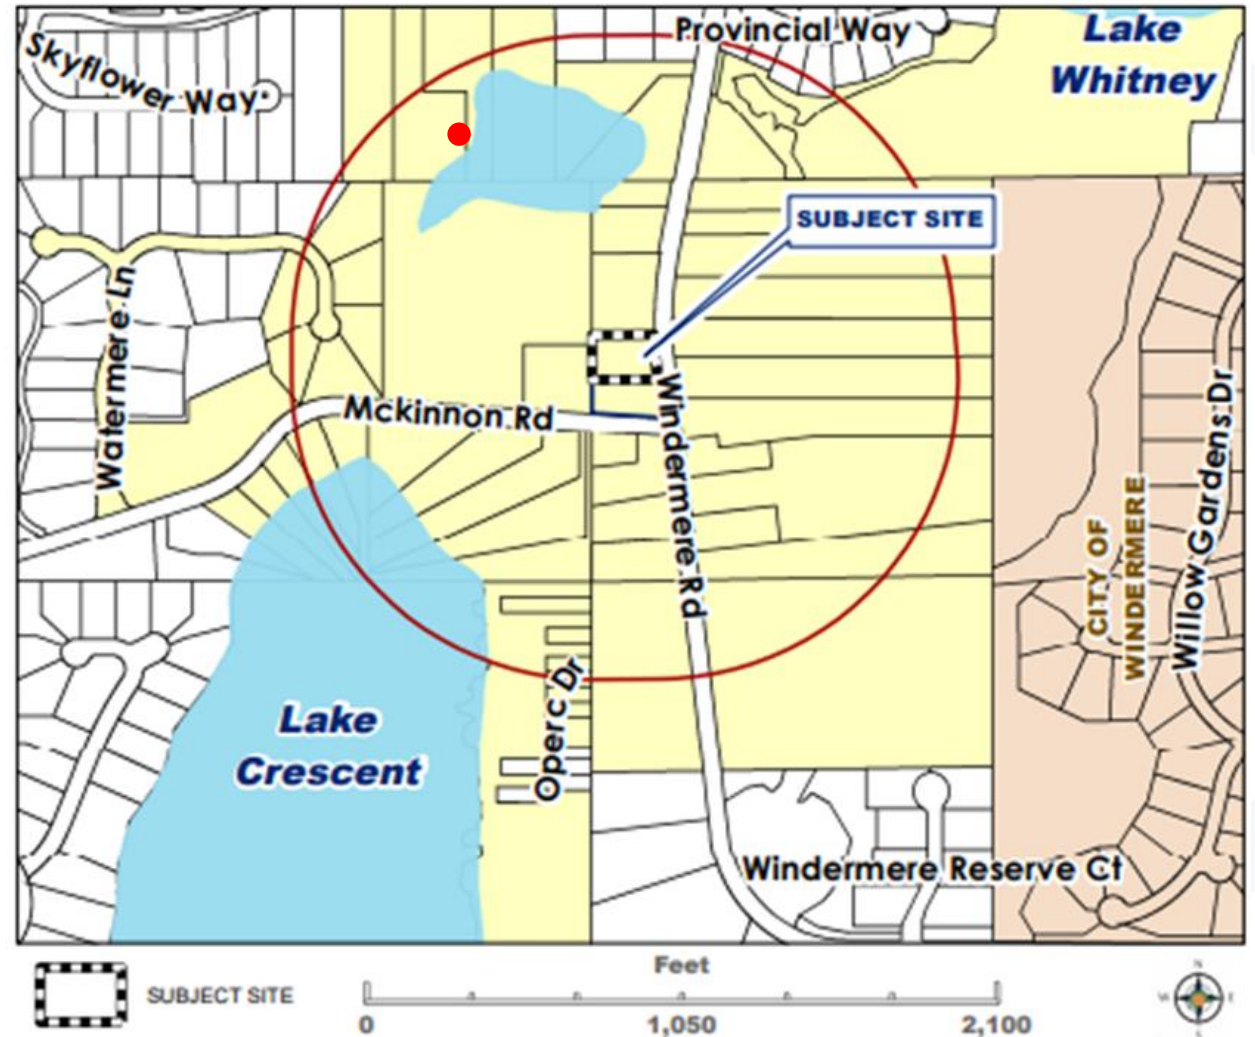 Provincial Way
Lake
Whitney
Skyflower Way
SUBJECT SITE
Watermere Ln
Mckinnon Rd
Windermere Rd
Willow Gardens Dr
CITY OF
WINDERMERE
Lake
Crescent
Operc Dr
Windermere Reserve Ct
SUBJECT SITE
Feet
0 1,050 2,100
N
W E
S